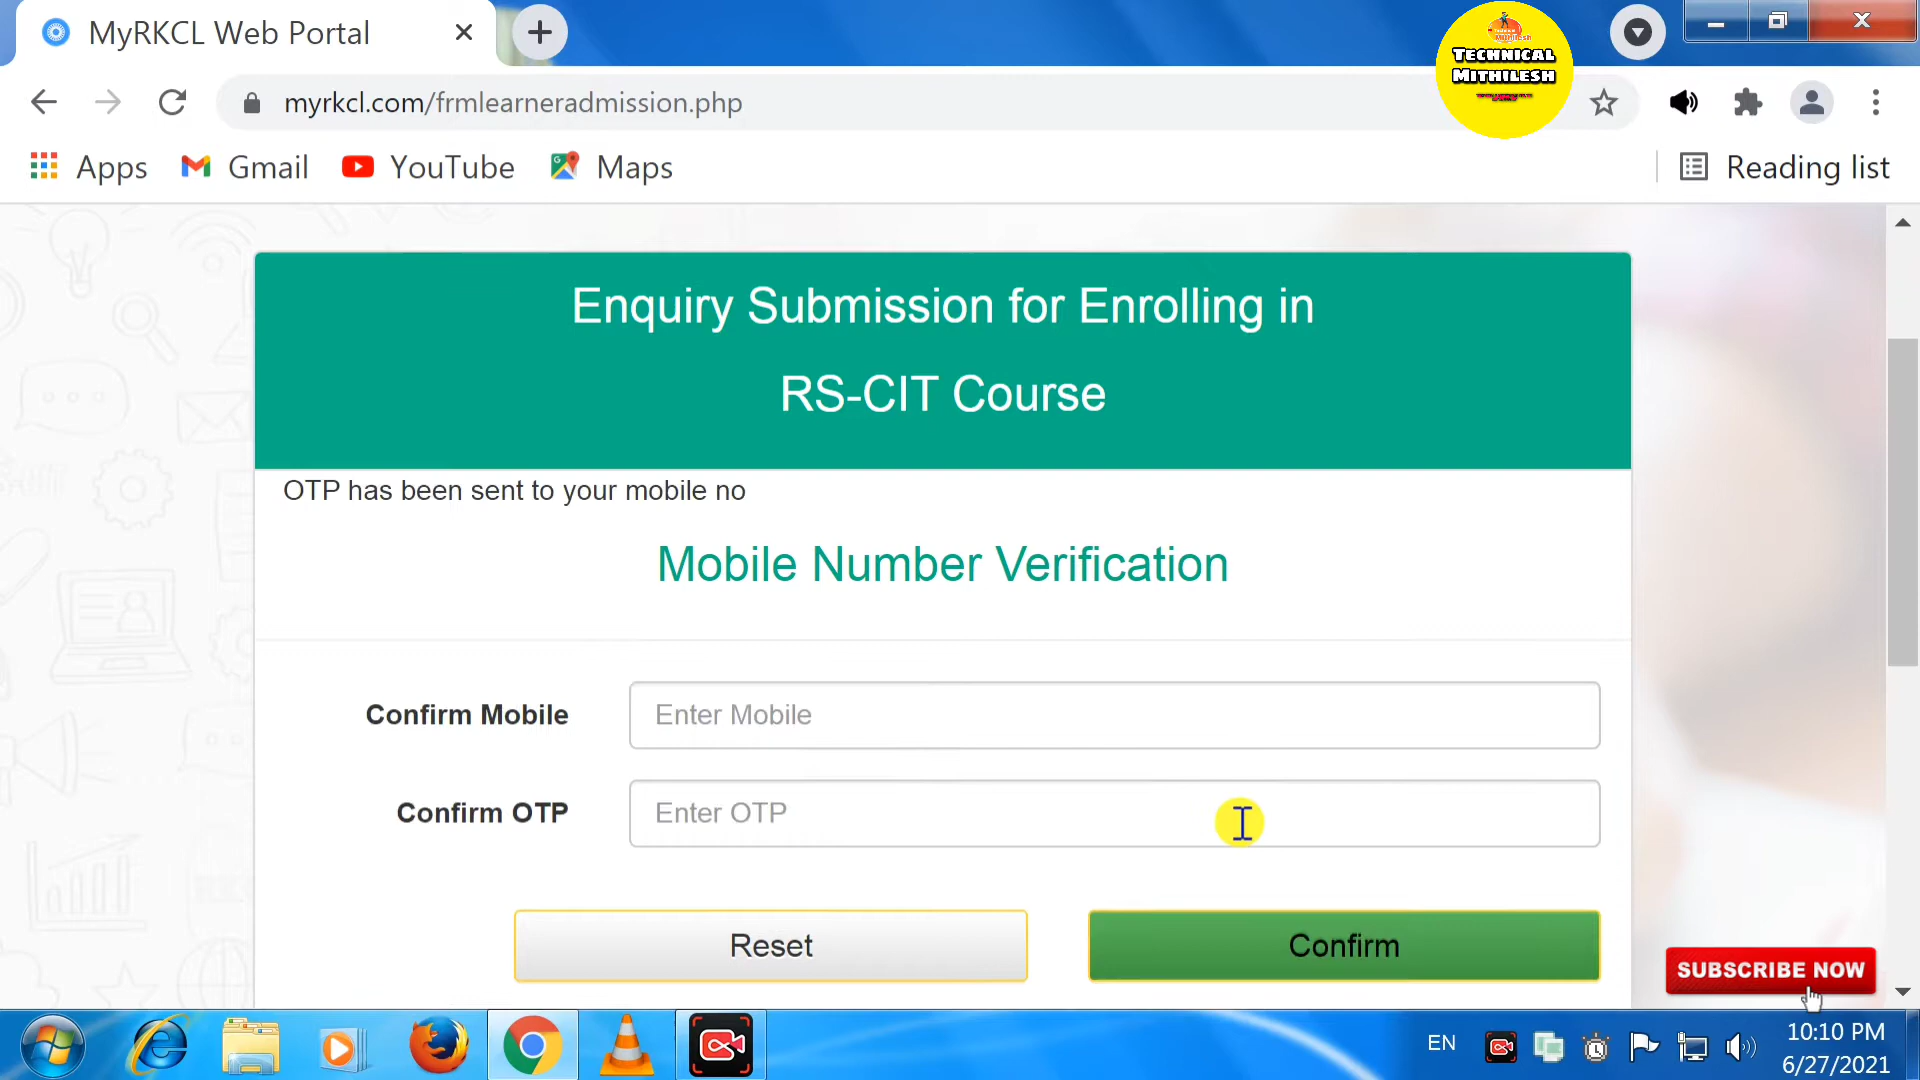 MyRKCL Web Portal
TECHNICAL
MITHILESH
myrkcl.com/frmlearneradmission.php
Apps
Gmail
YouTube
Maps
Reading list
Enquiry Submission for Enrolling in
RS-CIT Course
OTP has been sent to your mobile no
Mobile Number Verification
Confirm Mobile
Enter Mobile
Confirm OTP
Enter OTP
Reset
Confirm
SUBSCRIBE NOW
EN
10:10 PM
6/27/2021